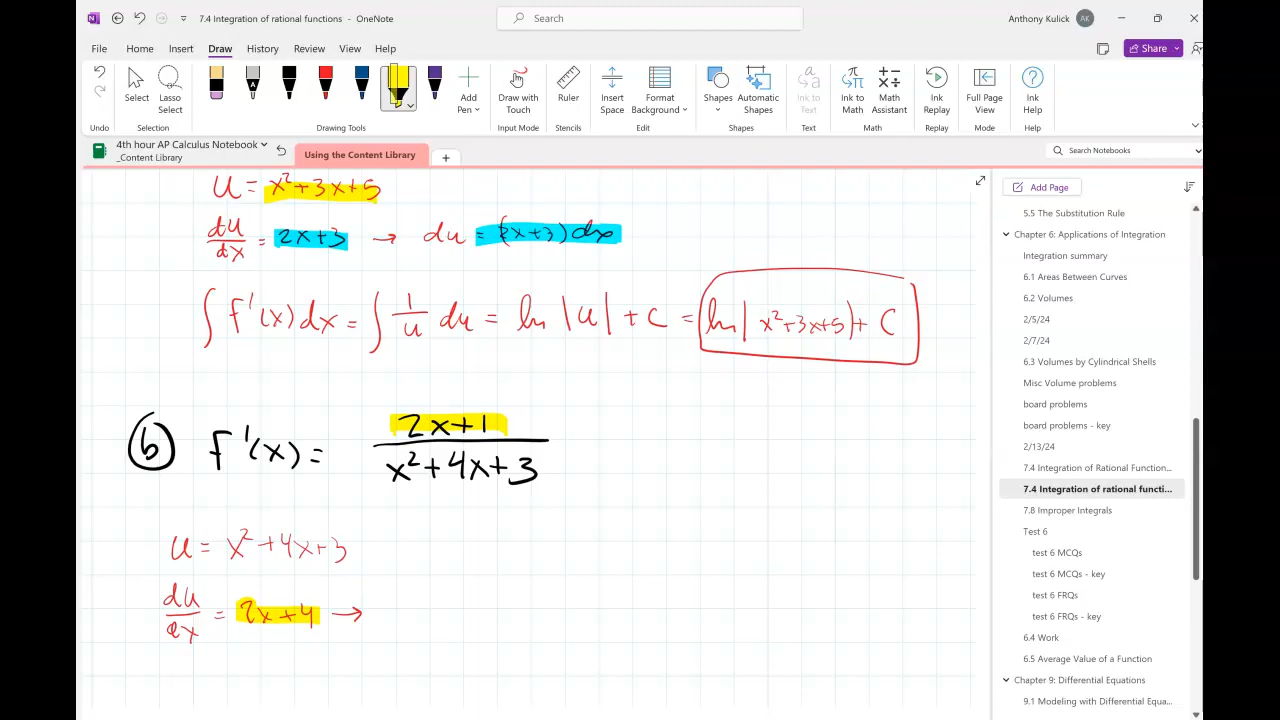 7.4 Integration of rational functions - OneNote
Search
Anthony Kulick
AK
File Home Insert Draw History Review View Help
Share
Select
Lasso Select
Draw with Touch
Ruler
Insert Space
Format Background
Shapes
Automatic Shapes
Ink to Text
Ink to Math
Math Assistant
Ink Replay
Full Page View
Ink Help
Add Pen
Undo Selection Drawing Tools Input Mode Stencils Edit Shapes Text Math Replay Mode Help
4th hour AP Calculus Notebook
_Content Library
Using the Content Library
+
Search Notebooks
Add Page
u = x² + 3x + 5
du/dx = 2x+3 → du = (2x+3) dx
∫ f'(x) dx = ∫ 1/u du = ln |u| + C = ln | x²+3x+5 | + C
6 f'(x) = (2x+1)/(x²+4x+3)
u = x² + 4x + 3
du/dx = 2x+4 →
5.5 The Substitution Rule
Chapter 6: Applications of Integration
Integration summary
6.1 Areas Between Curves
6.2 Volumes
2/5/24
2/7/24
6.3 Volumes by Cylindrical Shells
Misc Volume problems
board problems
board problems - key
2/13/24
7.4 Integration of Rational Function...
7.4 Integration of rational functi...
7.8 Improper Integrals
Test 6
test 6 MCQs
test 6 MCQs - key
test 6 FRQs
test 6 FRQs - key
6.4 Work
6.5 Average Value of a Function
Chapter 9: Differential Equations
9.1 Modeling with Differential Equa...